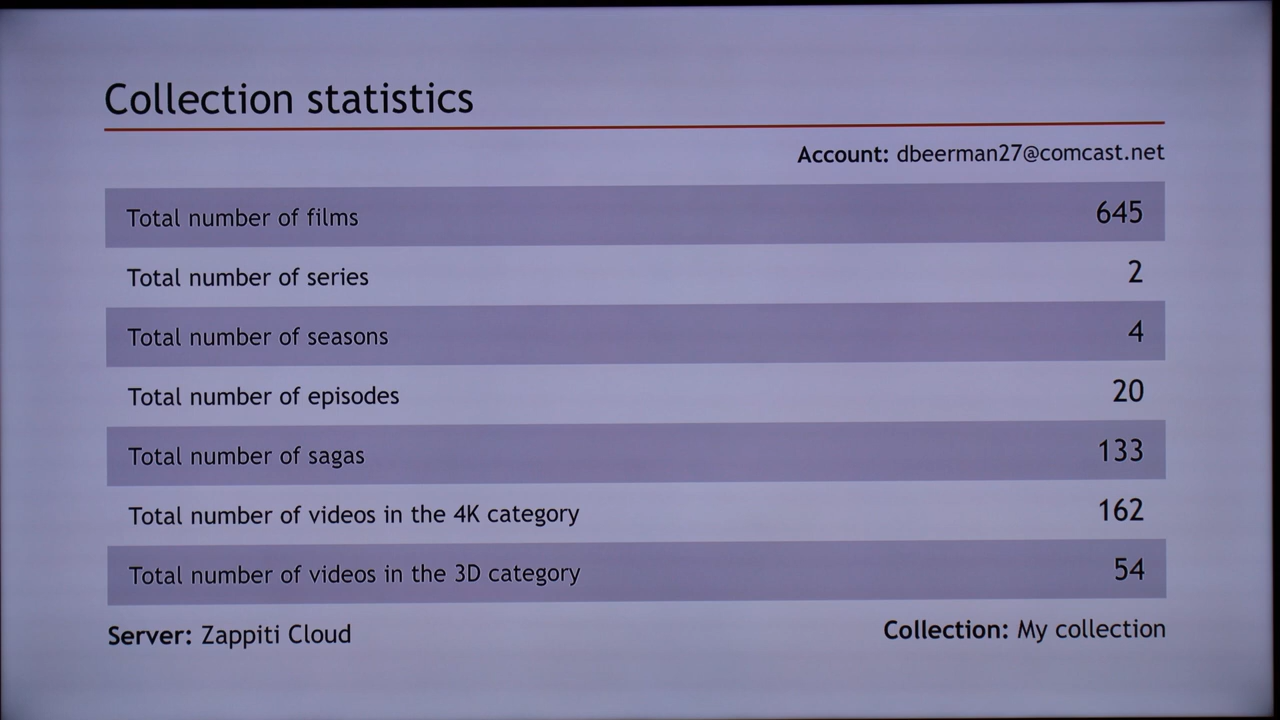 Collection statistics
Account: dbeerman27@comcast.net
Total number of films 645
Total number of series 2
Total number of seasons 4
Total number of episodes 20
Total number of sagas 133
Total number of videos in the 4K category 162
Total number of videos in the 3D category 54
Server: Zappiti Cloud Collection: My collection